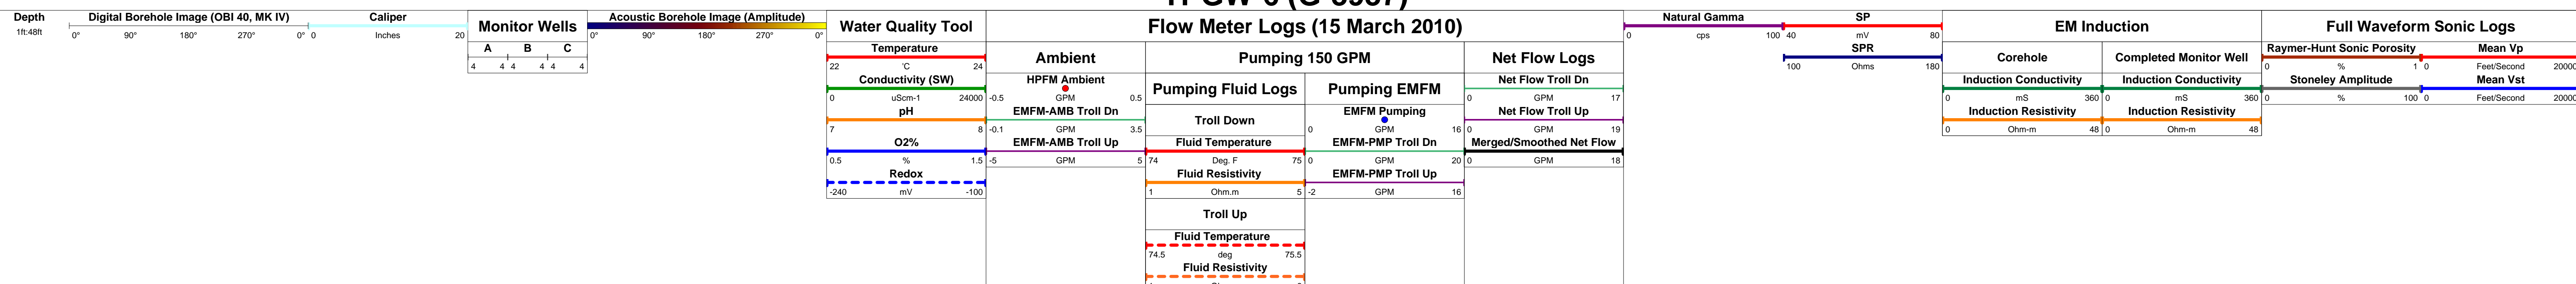 Depth
1ft:48ft
Digital Borehole Image (OBI 40, MK IV)
0° 90° 180° 270° 0°
Caliper
0 Inches 20
Monitor Wells
A B C
4 4 4 4 4 4
Acoustic Borehole Image (Amplitude)
0° 90° 180° 270° 0°
Water Quality Tool
Temperature
22 °C 24
Conductivity (SW)
0 uScm-1 24000
pH
7 8
O2%
0.5 % 1.5
Redox
-240 mV -100
Flow Meter Logs (15 March 2010)
Ambient
HPFM Ambient
-0.5 GPM 0.5
EMFM-AMB Troll Dn
-0.1 GPM 3.5
EMFM-AMB Troll Up
-5 GPM 5
Pumping 150 GPM
Pumping Fluid Logs
Troll Down
Fluid Temperature
74 Deg. F 75
Fluid Resistivity
1 Ohm.m 5
Troll Up
Fluid Temperature
74.5 deg 75.5
Fluid Resistivity
Pumping EMFM
EMFM Pumping
0 GPM 16
EMFM-PMP Troll Dn
0 GPM 20
EMFM-PMP Troll Up
-2 GPM 16
Net Flow Logs
Net Flow Troll Dn
0 GPM 17
Net Flow Troll Up
0 GPM 19
Merged/Smoothed Net Flow
0 GPM 18
Natural Gamma
0 cps 100
SP
40 mV 80
SPR
100 Ohms 180
EM Induction
Corehole
Induction Conductivity
0 mS 360
Induction Resistivity
0 Ohm-m 48
Completed Monitor Well
Induction Conductivity
0 mS 360
Induction Resistivity
0 Ohm-m 48
Full Waveform Sonic Logs
Raymer-Hunt Sonic Porosity
0 % 1
Stoneley Amplitude
0 % 100
Mean Vp
0 Feet/Second 20000
Mean Vst
0 Feet/Second 20000